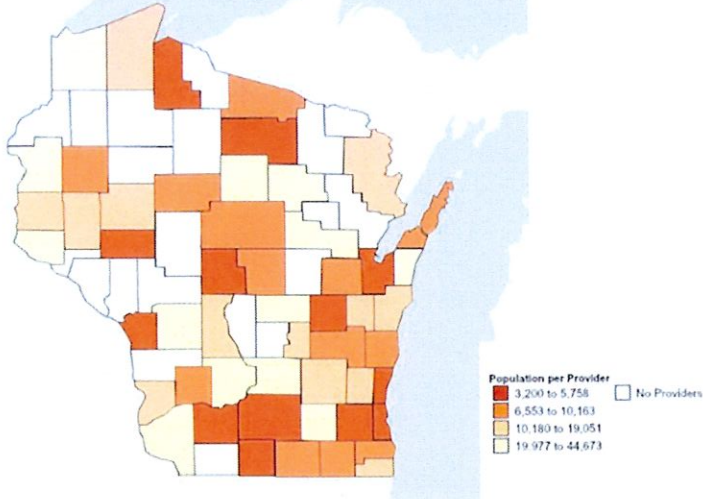 Population per Provider
3,200 to 5,758
No Providers
6,553 to 10,163
10,180 to 19,051
19,977 to 44,673